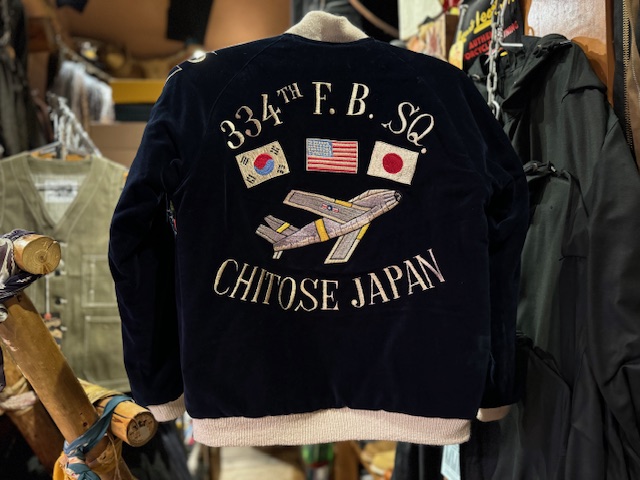 334TH F. B. SQ.
CHITOSE JAPAN